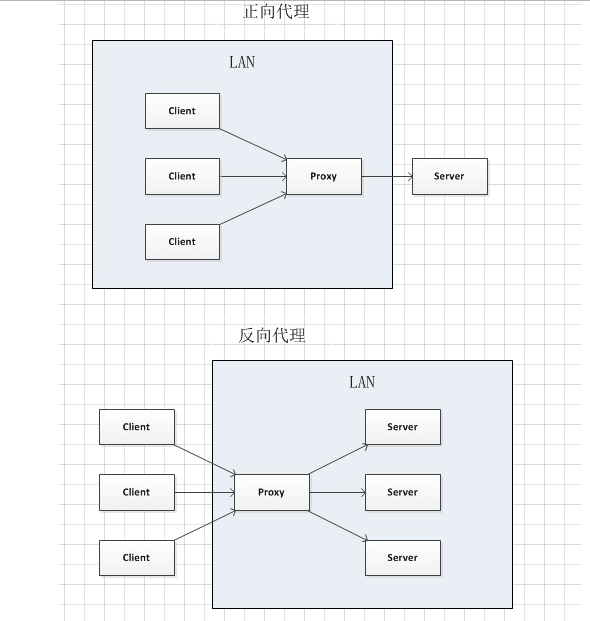 正向代理
LAN
Client
Client
Proxy
Server
Client
反向代理
LAN
Client
Server
Client
Proxy
Server
Client
Server